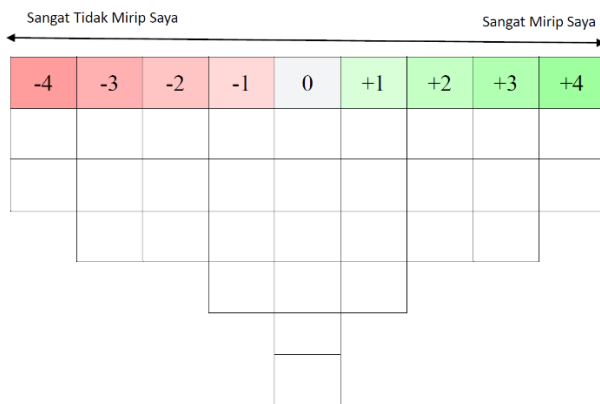 Sangat Tidak Mirip Saya
Sangat Mirip Saya
-4 -3 -2 -1 0 +1 +2 +3 +4